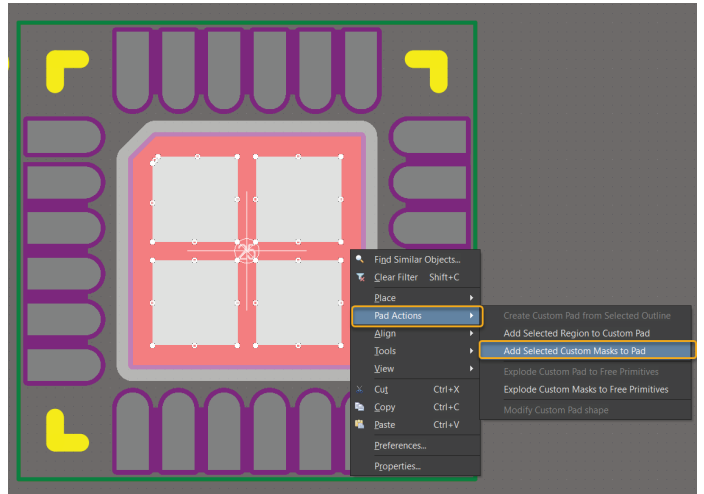 25
Find Similar Objects...
Clear Filter Shift+C
Place
Pad Actions
Align
Tools
View
Cut Ctrl+X
Copy Ctrl+C
Paste Ctrl+V
Preferences...
Properties...
Create Custom Pad from Selected Outline
Add Selected Region to Custom Pad
Add Selected Custom Masks to Pad
Explode Custom Pad to Free Primitives
Explode Custom Masks to Free Primitives
Modify Custom Pad shape